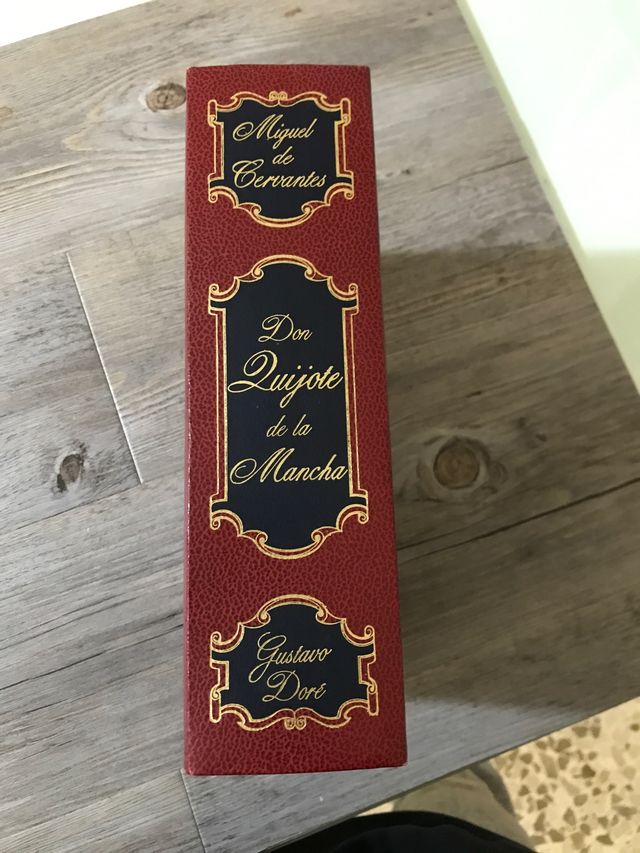 Miguel
de
Cervantes
Don
Quijote
de la
Mancha
Gustavo
Doré